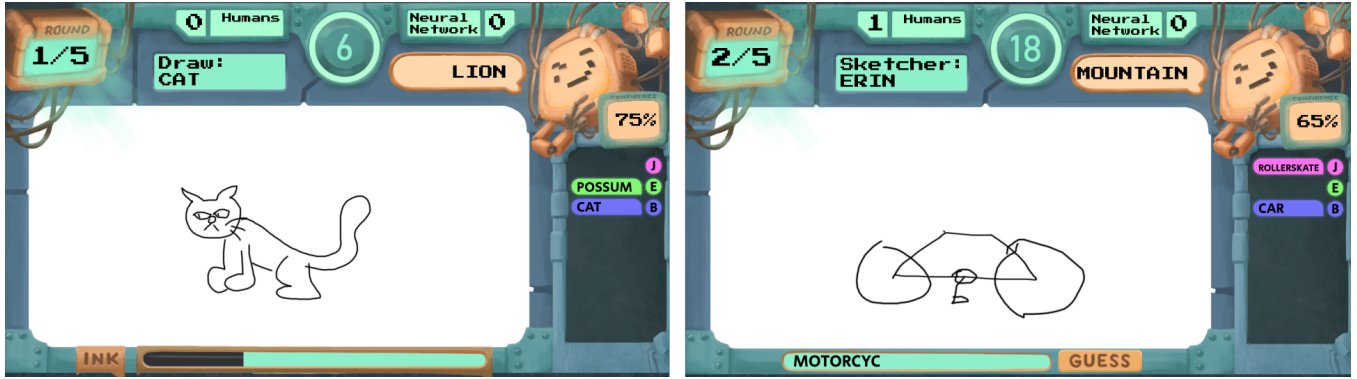 ROUND
1/5
0 Humans
6
Neural
Network 0
Draw:
CAT
LION
CONFIDENCE
75%
J
POSSUM E
CAT B
INK
ROUND
2/5
1 Humans
18
Neural
Network 0
Sketcher:
ERIN
MOUNTAIN
CONFIDENCE
65%
ROLLERSKATE J
E
CAR B
MOTORCYC
GUESS